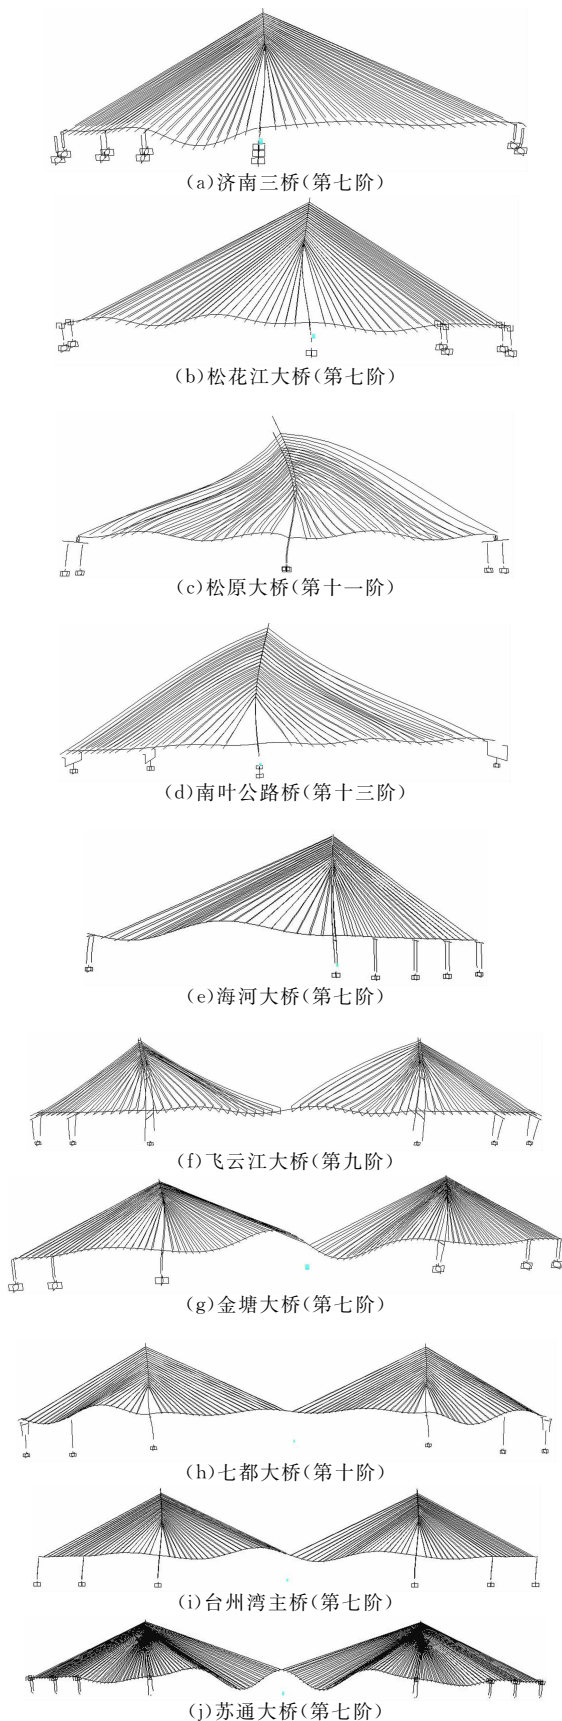 (a)济南三桥(第七阶)
(b)松花江大桥(第七阶)
(c)松原大桥(第十一阶)
(d)南叶公路桥(第十三阶)
(e)海河大桥(第七阶)
(f)飞云江大桥(第九阶)
(g)金塘大桥(第七阶)
(h)七都大桥(第十阶)
(i)台州湾主桥(第七阶)
(j)苏通大桥(第七阶)